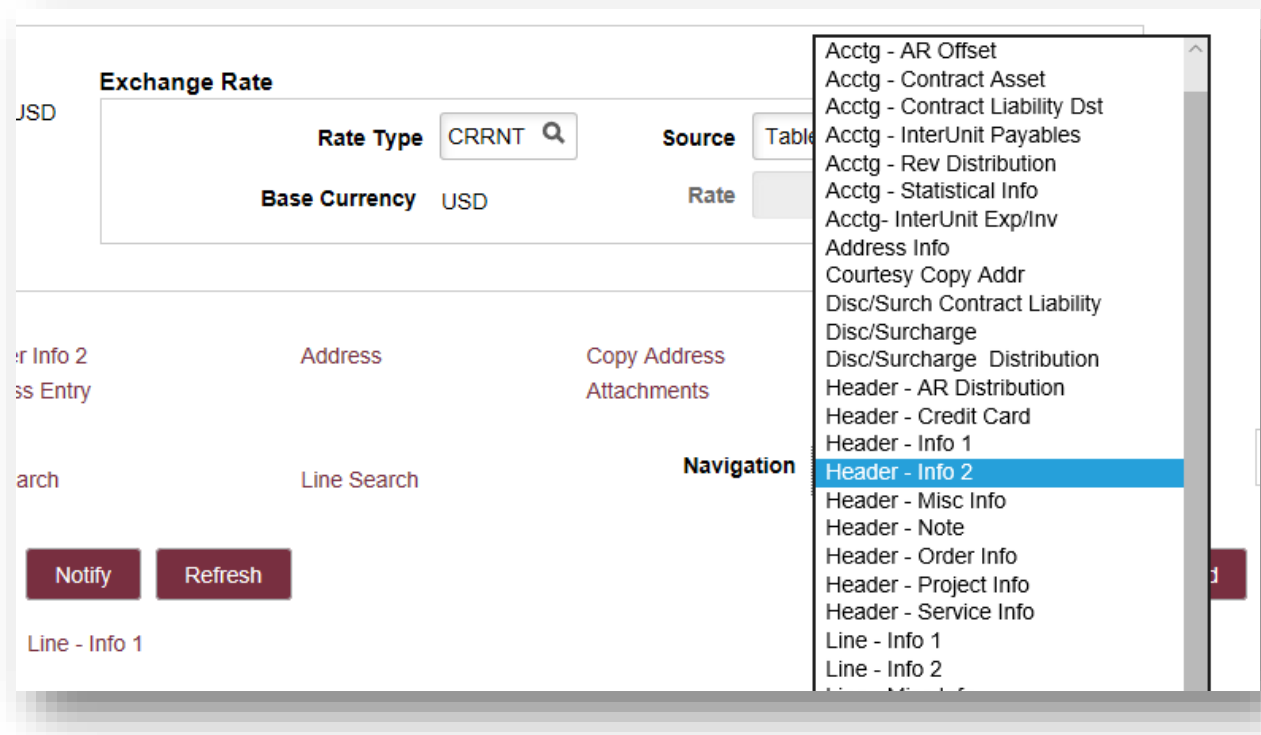 Exchange Rate
USD
Rate Type CRRNT Source Table
Base Currency USD Rate
Info 2 Address Copy Address
Entry Attachments
Line Search Navigation
Notify Refresh
Line - Info 1
Acctg - AR Offset
Acctg - Contract Asset
Acctg - Contract Liability Dst
Acctg - InterUnit Payables
Acctg - Rev Distribution
Acctg - Statistical Info
Acctg- InterUnit Exp/Inv
Address Info
Courtesy Copy Addr
Disc/Surch Contract Liability
Disc/Surcharge
Disc/Surcharge Distribution
Header - AR Distribution
Header - Credit Card
Header - Info 1
Header - Info 2
Header - Misc Info
Header - Note
Header - Order Info
Header - Project Info
Header - Service Info
Line - Info 1
Line - Info 2